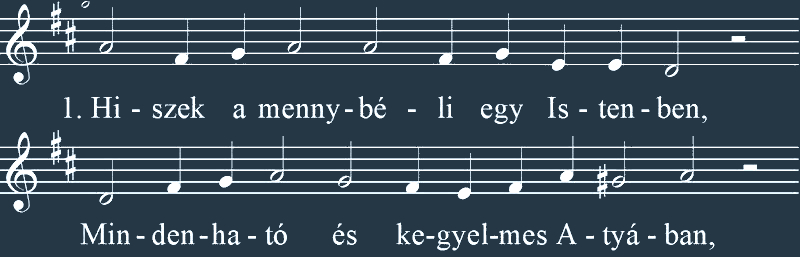 1. Hi - szek a menny - bé - li egy Is - ten - ben,
Min - den - ha - tó és ke-gyel-mes A - tyá - ban,